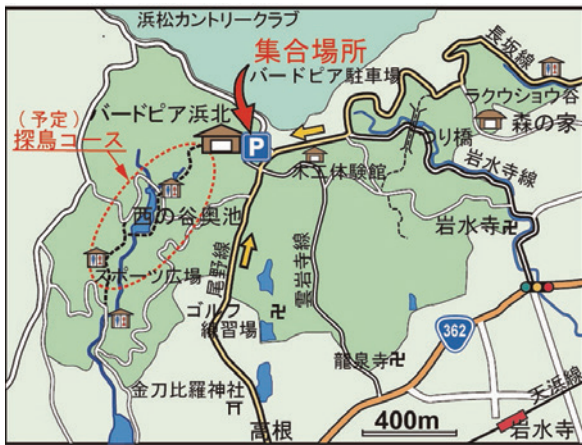 浜松カントリークラブ
集合場所
バードピア駐車場
長坂線
ラクウショウ谷
森の家
(予定)
探鳥コース
バードピア浜北
P
つり橋
木工体験館
岩水寺線
西の谷奥池
岩水寺
スポーツ広場
尾野線
雲岩寺線
ゴルフ
練習場
362
龍泉寺
天浜線
金刀比羅神社
高根
400m
岩水寺